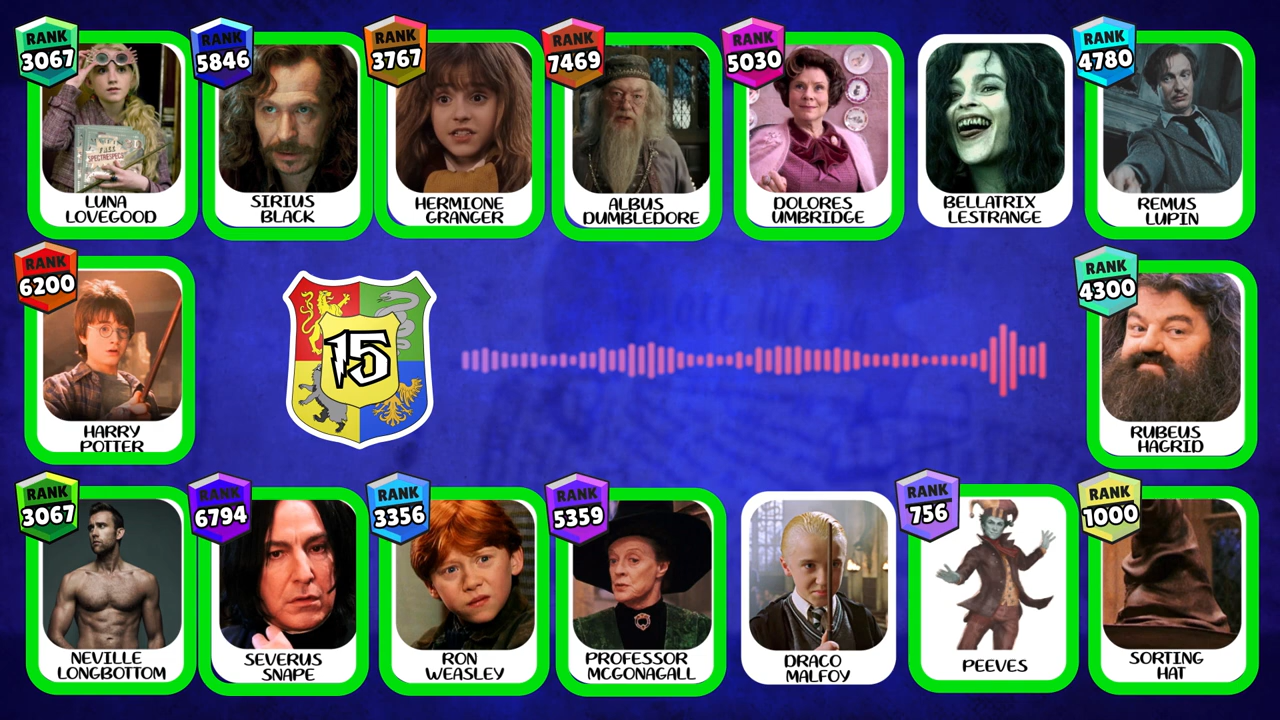 RANK
3067
RANK
5846
RANK
3767
RANK
7469
RANK
5030
RANK
4780
FREE
SPECTRESPECS
LUNA
LOVEGOOD
SIRIUS
BLACK
HERMIONE
GRANGER
ALBUS
DUMBLEDORE
DOLORES
UMBRIDGE
BELLATRIX
LESTRANGE
REMUS
LUPIN
RANK
6200
HARRY
POTTER
15
RANK
4300
RUBEUS
HAGRID
RANK
3067
RANK
6794
RANK
3356
RANK
5359
RANK
756
RANK
1000
NEVILLE
LONGBOTTOM
SEVERUS
SNAPE
RON
WEASLEY
PROFESSOR
MCGONAGALL
DRACO
MALFOY
PEEVES
SORTING
HAT